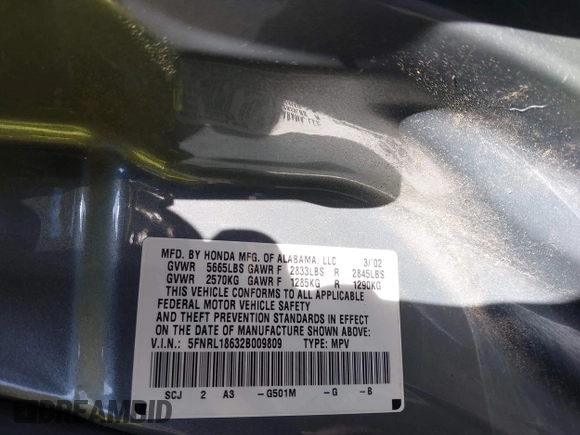 MFD. BY HONDA MFG. OF ALABAMA, LLC 3/02
GVWR 5665LBS GAWR F 2833LBS R 2845LBS
GVWR 2570KG GAWR F 1285KG R 1290KG
THIS VEHICLE CONFORMS TO ALL APPLICABLE
FEDERAL MOTOR VEHICLE SAFETY
AND THEFT PREVENTION STANDARDS IN EFFECT
ON THE DATE OF MANUFACTURE SHOWN ABOVE.
V.I.N.: 5FNRL18632B009809 TYPE: MPV
SCJ 2 A3 -G501M -G -B
DREAMBID